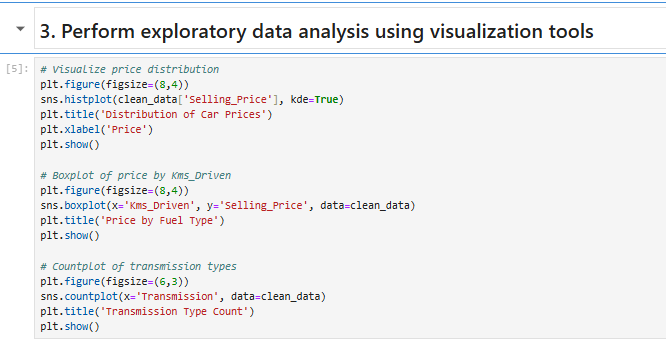 3. Perform exploratory data analysis using visualization tools
[5]:
# Visualize price distribution
plt.figure(figsize=(8,4))
sns.histplot(clean_data['Selling_Price'], kde=True)
plt.title('Distribution of Car Prices')
plt.xlabel('Price')
plt.show()
# Boxplot of price by Kms_Driven
plt.figure(figsize=(8,4))
sns.boxplot(x='Kms_Driven', y='Selling_Price', data=clean_data)
plt.title('Price by Fuel Type')
plt.show()
# Countplot of transmission types
plt.figure(figsize=(6,3))
sns.countplot(x='Transmission', data=clean_data)
plt.title('Transmission Type Count')
plt.show()